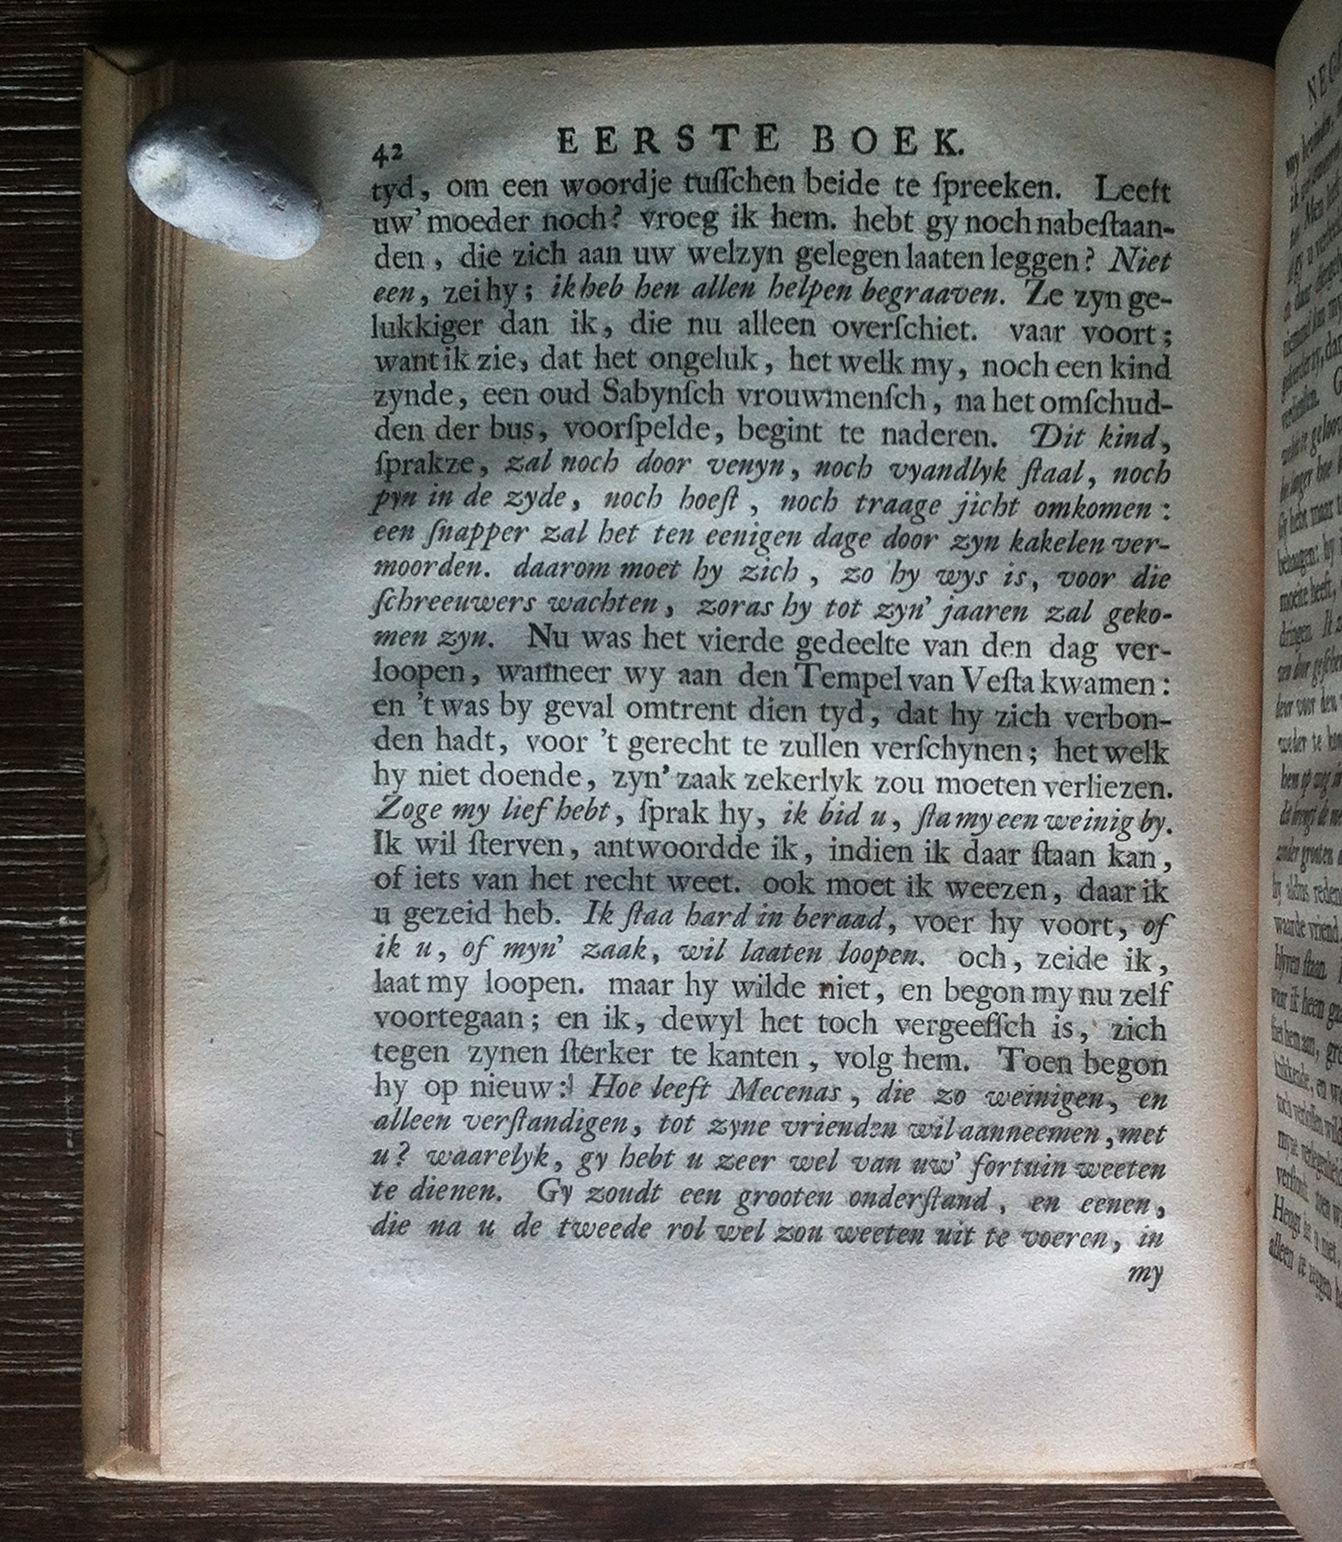 42 EERSTE BOEK.
tyd, om een woordje tuſſchen beide te ſpreeken. Leeft
uw' moeder noch? vroeg ik hem. hebt gy noch nabeſtaan-
den, die zich aan uw welzyn gelegen laaten leggen? Niet
een, zei hy; ik heb hen allen helpen begraaven. Ze zyn ge-
lukkiger dan ik, die nu alleen overſchiet. vaar voort;
want ik zie, dat het ongeluk, het welk my, noch een kind
zynde, een oud Sabynſch vrouwmenſch, na het omſchud-
den der bus, voorſpelde, begint te naderen. Dit kind,
ſprakze, zal noch door venyn, noch vyandlyk ſtaal, noch
pyn in de zyde, noch hoeſt, noch traage jicht omkomen:
een ſnapper zal het ten eenigen dage door zyn kakelen ver-
moorden. daarom moet hy zich, zo hy wys is, voor die
ſchreeuwers wachten, zoras hy tot zyn' jaaren zal geko-
men zyn. Nu was het vierde gedeelte van den dag ver-
loopen, wanneer wy aan den Tempel van Veſta kwamen:
en 't was by geval omtrent dien tyd, dat hy zich verbon-
den hadt, voor 't gerecht te zullen verſchynen; het welk
hy niet doende, zyn' zaak zekerlyk zou moeten verliezen.
Zoge my lief hebt, ſprak hy, ik bid u, ſta my een weinig by.
Ik wil ſterven, antwoordde ik, indien ik daar ſtaan kan,
of iets van het recht weet. ook moet ik weezen, daar ik
u gezeid heb. Ik ſtaa hard in beraad, voer hy voort, of
ik u, of myn' zaak, wil laaten loopen. och, zeide ik,
laat my loopen. maar hy wilde niet, en begon my nu zelf
voortegaan; en ik, dewyl het toch vergeefſch is, zich
tegen zynen ſterker te kanten, volg hem. Toen begon
hy op nieuw: Hoe leeft Mecenas, die zo weinigen, en
alleen verſtandigen, tot zyne vrienden wil aanneemen, met
u? waarelyk, gy hebt u zeer wel van uw' fortuin weeten
te dienen. Gy zoudt een grooten onderſtand, en eenen,
die na u de tweede rol wel zou weeten uit te voeren, in
my